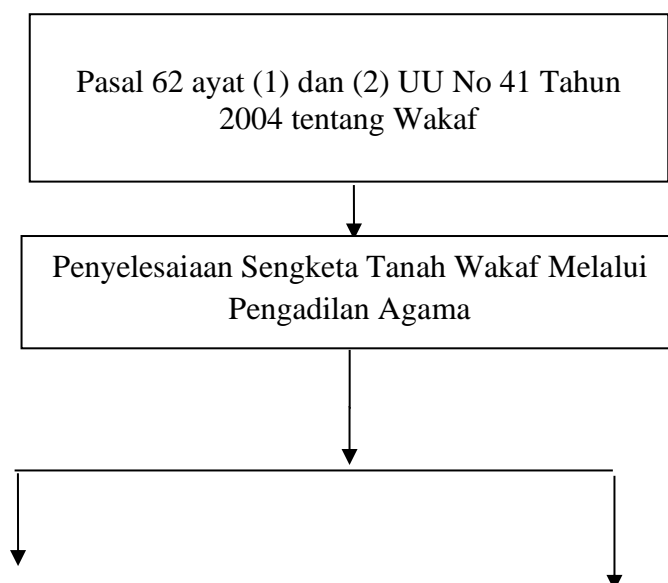 Pasal 62 ayat (1) dan (2) UU No 41 Tahun
2004 tentang Wakaf
Penyelesaiaan Sengketa Tanah Wakaf Melalui
Pengadilan Agama